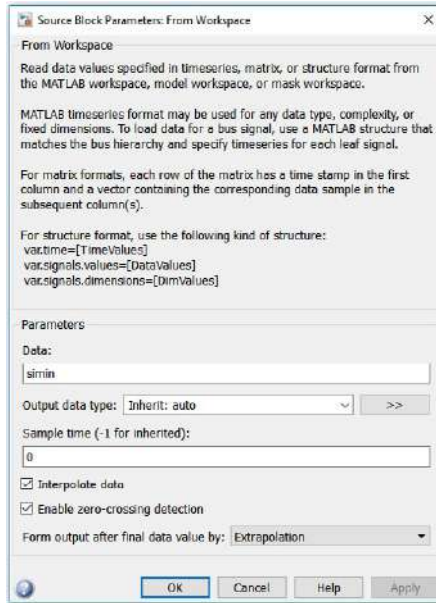 Source Block Parameters: From Workspace
From Workspace
Read data values specified in timeseries, matrix, or structure format from
the MATLAB workspace, model workspace, or mask workspace.
MATLAB timeseries format may be used for any data type, complexity, or
fixed dimensions. To load data for a bus signal, use a MATLAB structure that
matches the bus hierarchy and specify timeseries for each leaf signal.
For matrix formats, each row of the matrix has a time stamp in the first
column and a vector containing the corresponding data sample in the
subsequent column(s).
For structure format, use the following kind of structure:
var.time=[TimeValues]
var.signals.values=[DataValues]
var.signals.dimensions=[DimValues]
Parameters
Data:
simin
Output data type: Inherit: auto >>
Sample time (-1 for inherited):
0
Interpolate data
Enable zero-crossing detection
Form output after final data value by: Extrapolation
OK Cancel Help Apply